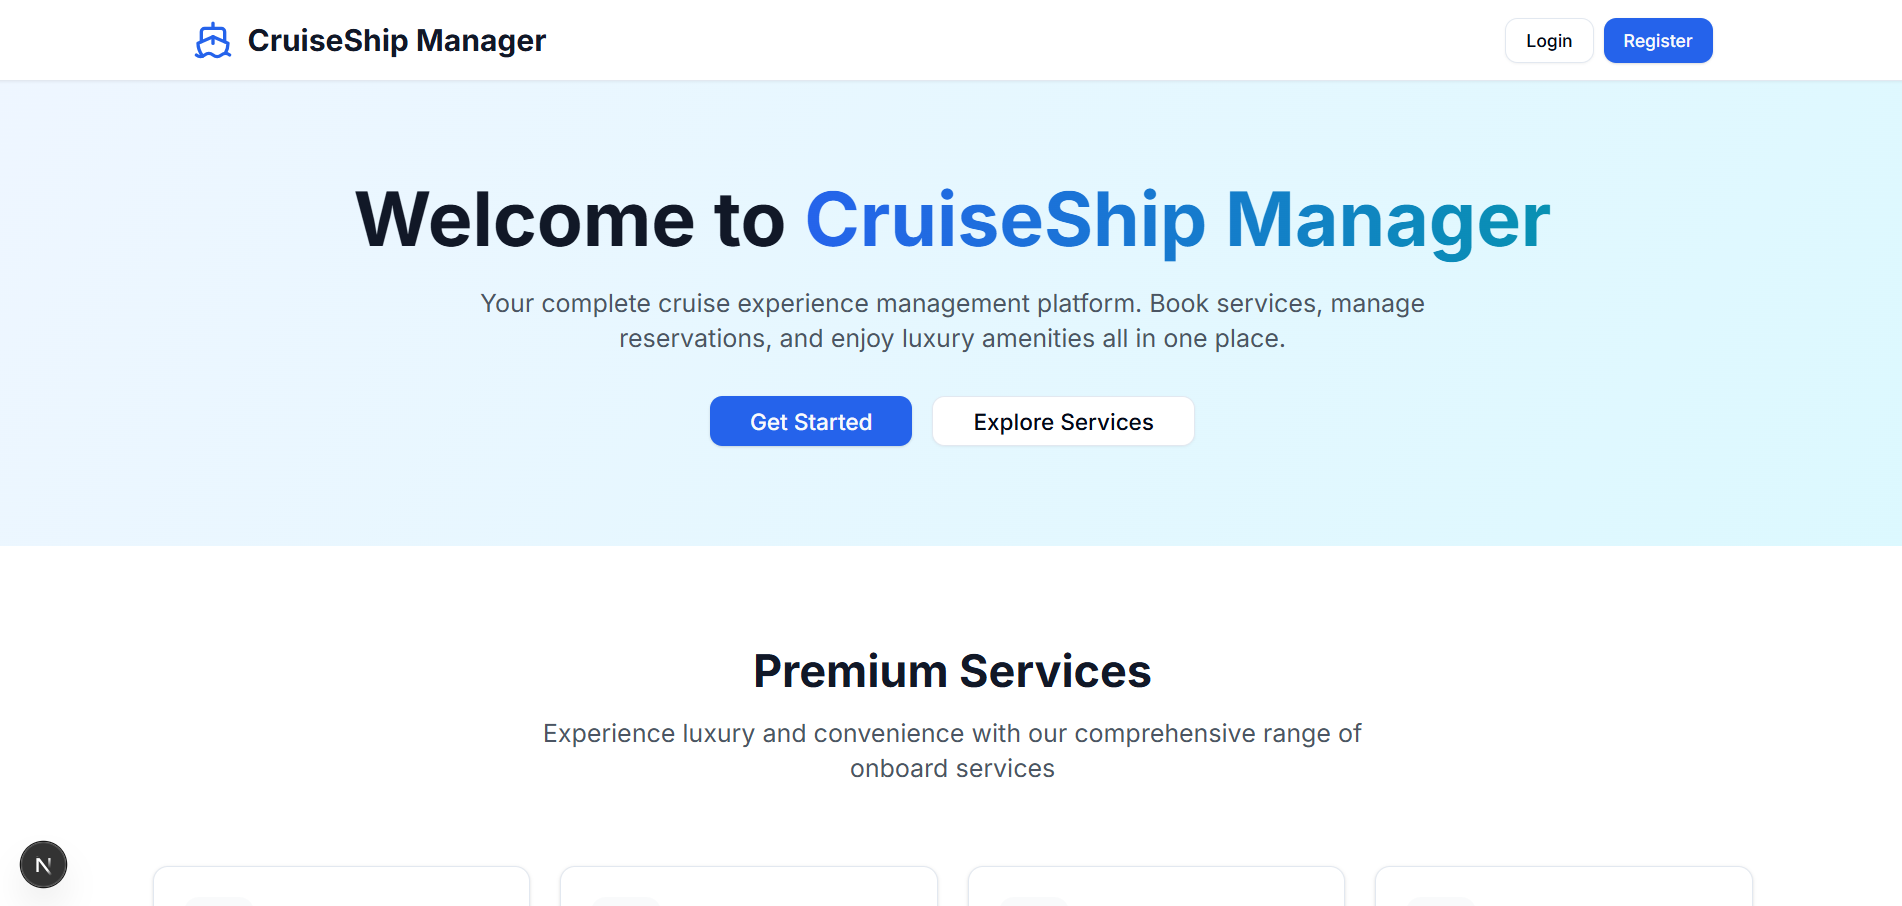 CruiseShip Manager
Login
Register
Welcome to CruiseShip Manager
Your complete cruise experience management platform. Book services, manage
reservations, and enjoy luxury amenities all in one place.
Get Started
Explore Services
Premium Services
Experience luxury and convenience with our comprehensive range of
onboard services
N